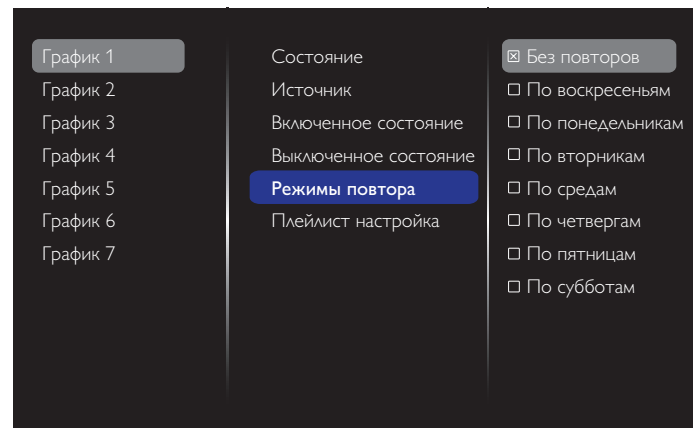 График 1
График 2
График 3
График 4
График 5
График 6
График 7
Состояние
Источник
Включенное состояние
Выключенное состояние
Режимы повтора
Плейлист настройка
Без повторов
По воскресеньям
По понедельникам
По вторникам
По средам
По четвергам
По пятницам
По субботам